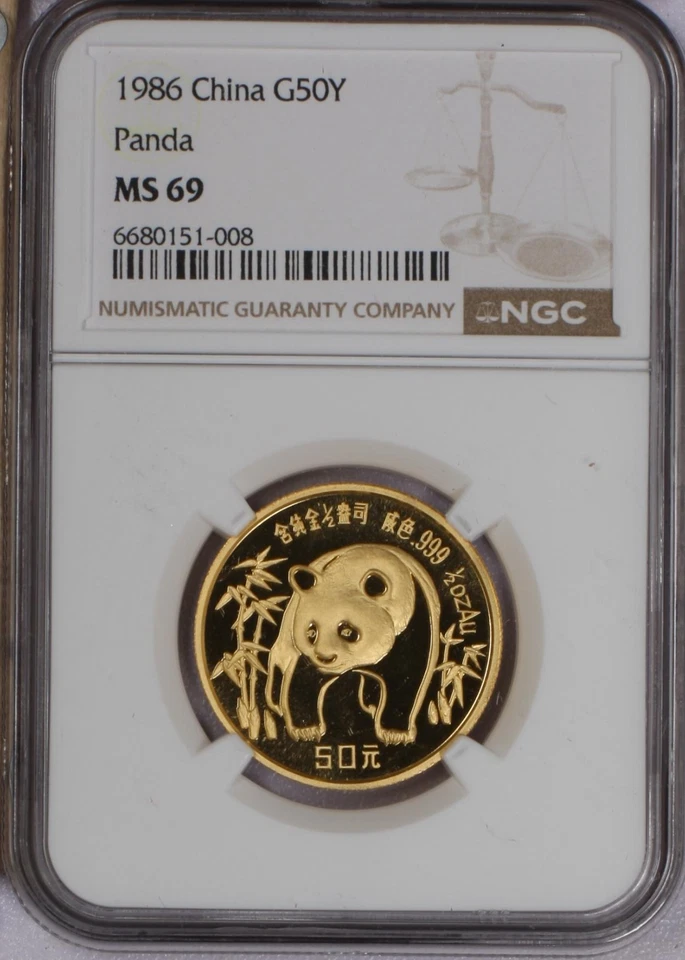 1986 China G50Y
Panda
MS 69
6680151-008
NUMISMATIC GUARANTY COMPANY
NGC
含純金½盎司 成色.999 ½OZAU
50元